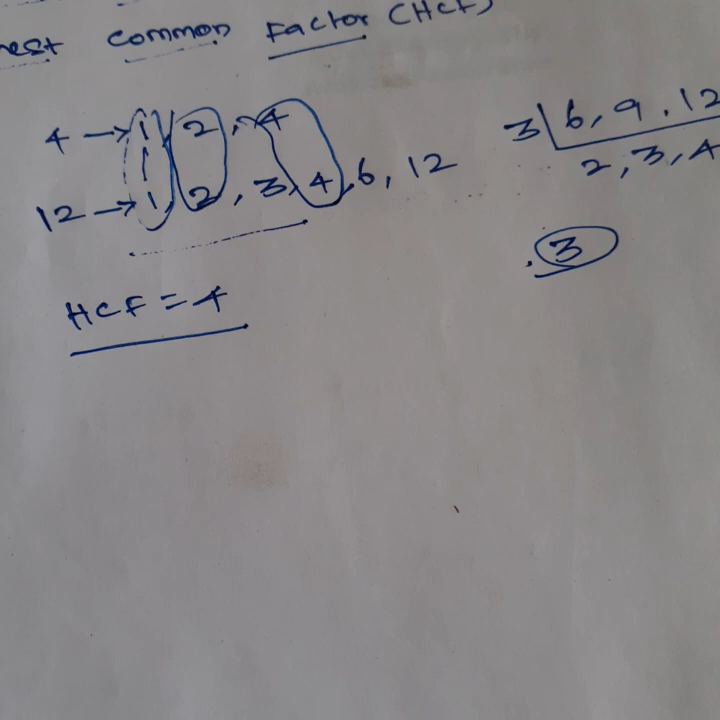 hest Common Factor (HCF)
4 → 1, 2, 4
12 → 1, 2, 3, 4, 6, 12
HCF = 4
3 | 6, 9, 12
2, 3, 4
3